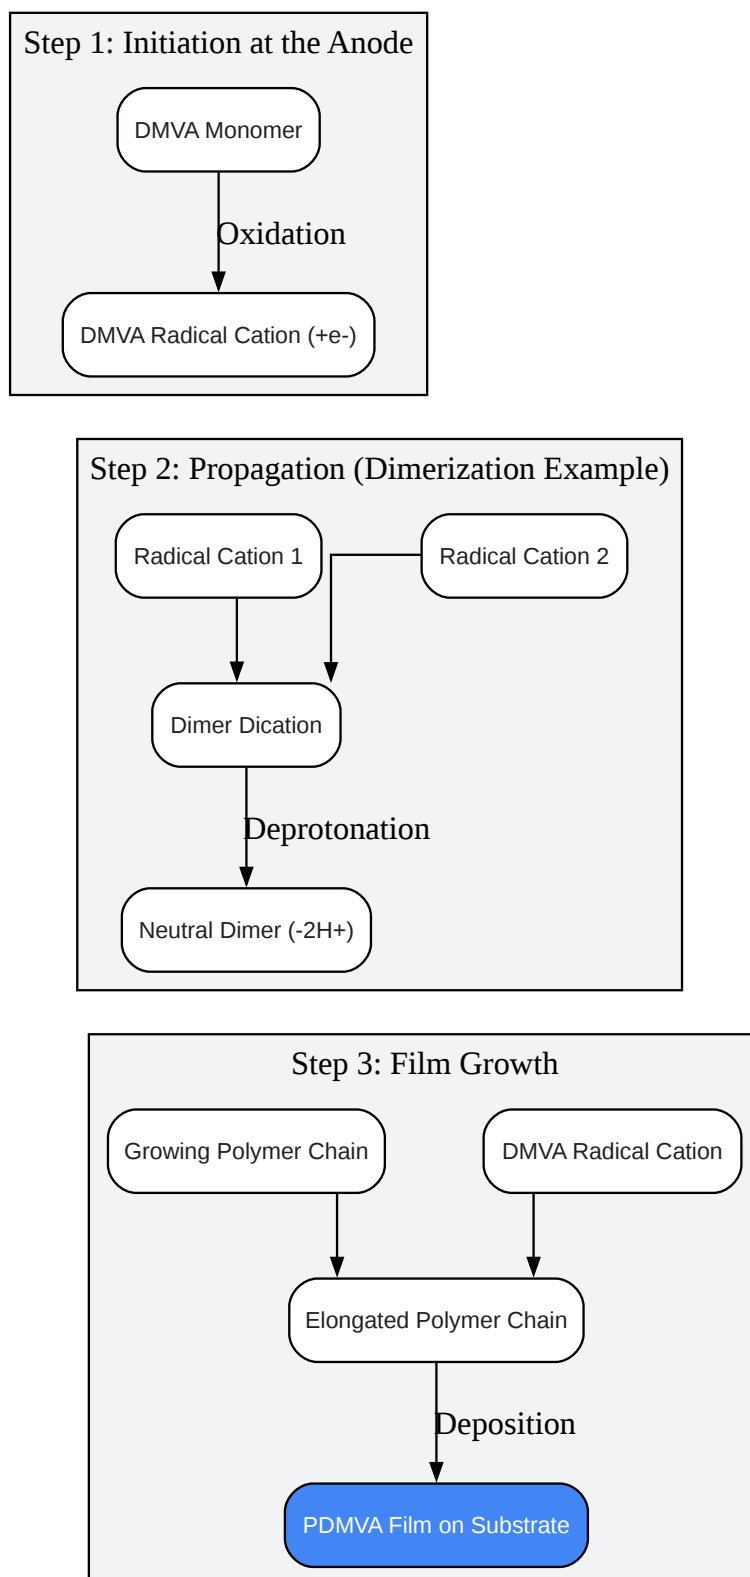 Step 1: Initiation at the Anode
DMVA Monomer
Oxidation
DMVA Radical Cation (+e-)
Step 2: Propagation (Dimerization Example)
Radical Cation 1
Radical Cation 2
Dimer Dication
Deprotonation
Neutral Dimer (-2H+)
Step 3: Film Growth
Growing Polymer Chain
DMVA Radical Cation
Elongated Polymer Chain
Deposition
PDMVA Film on Substrate